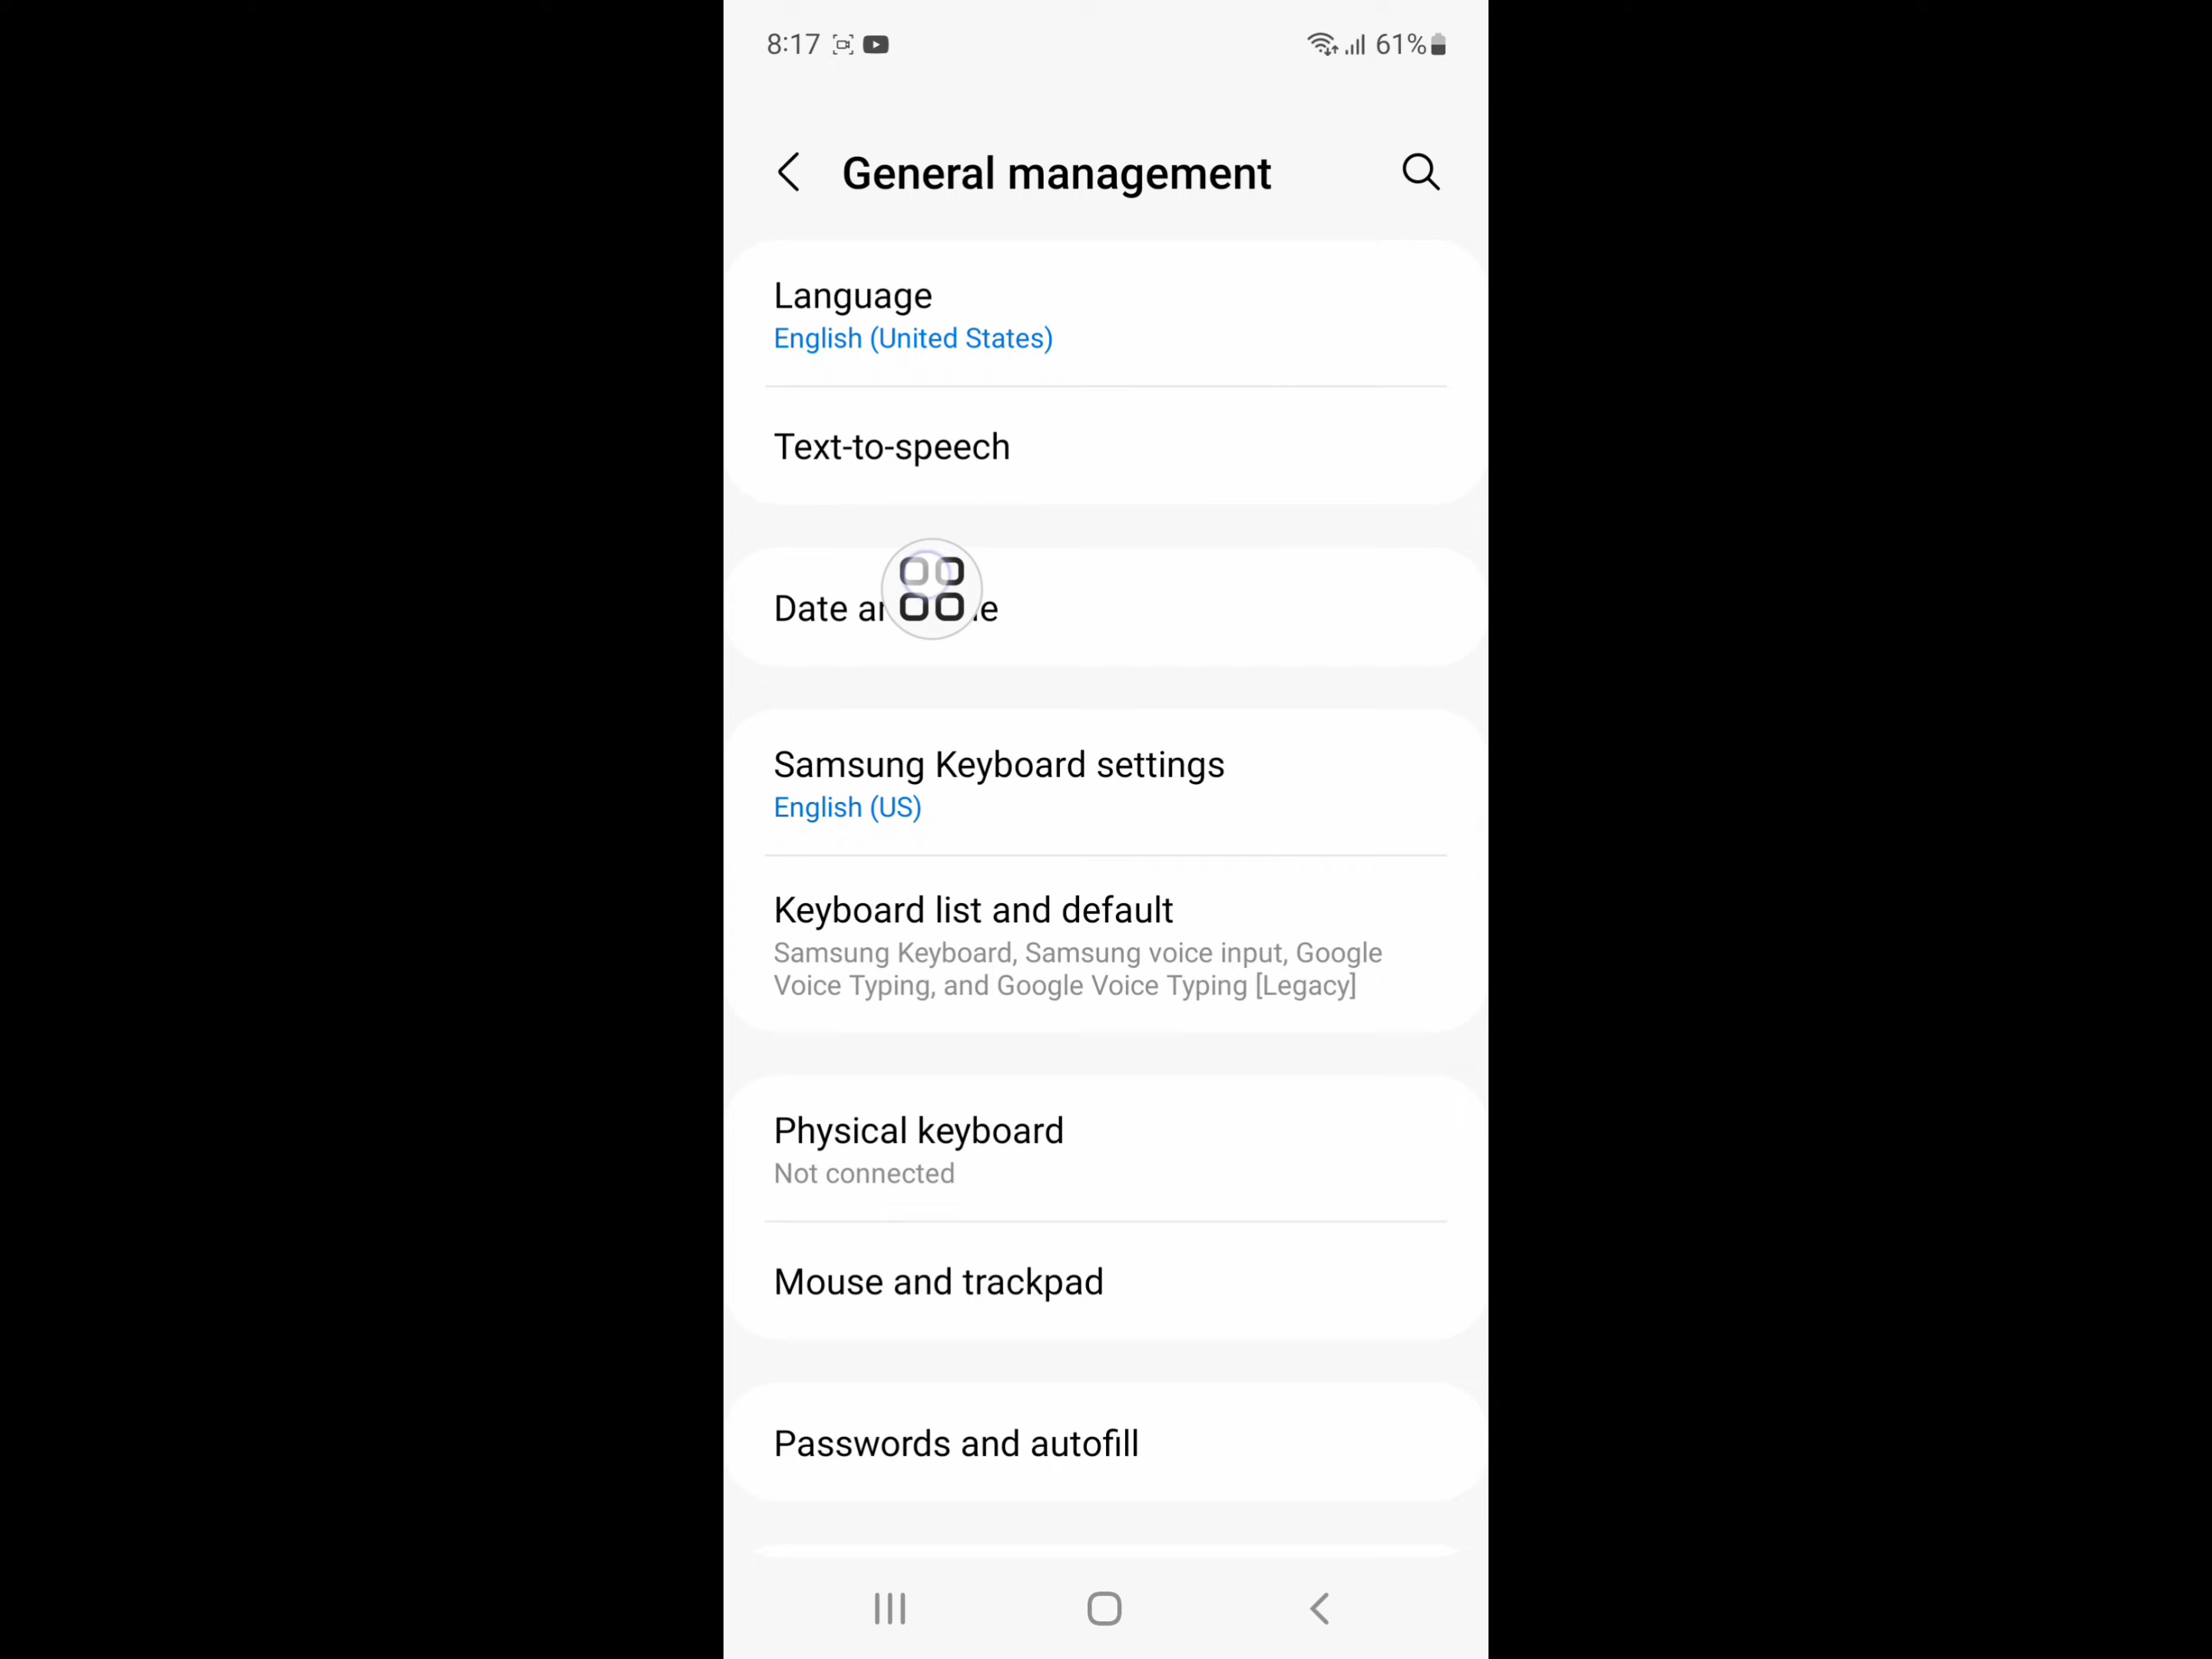 8:17 61%
General management
Language
English (United States)
Text-to-speech
Date
Samsung Keyboard settings
English (US)
Keyboard list and default
Samsung Keyboard, Samsung voice input, Google
Voice Typing, and Google Voice Typing [Legacy]
Physical keyboard
Not connected
Mouse and trackpad
Passwords and autofill